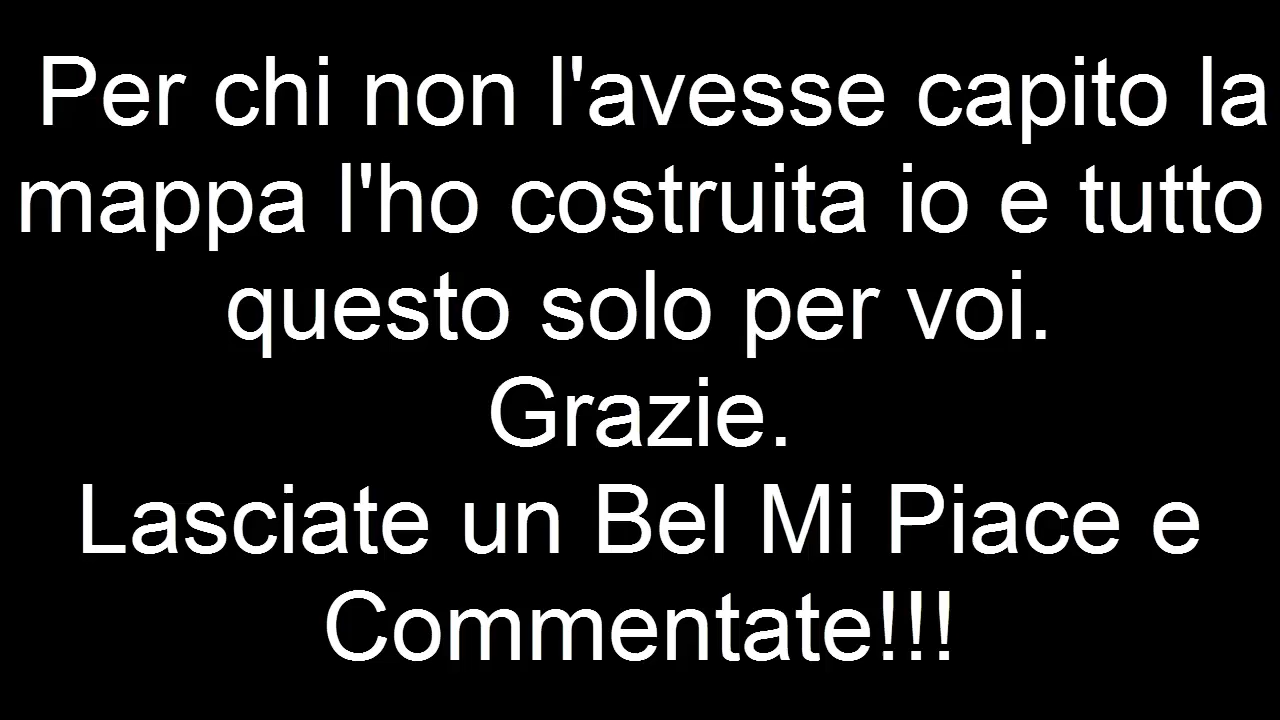 Per chi non l'avesse capito la
mappa l'ho costruita io e tutto
questo solo per voi.
Grazie.
Lasciate un Bel Mi Piace e
Commentate!!!